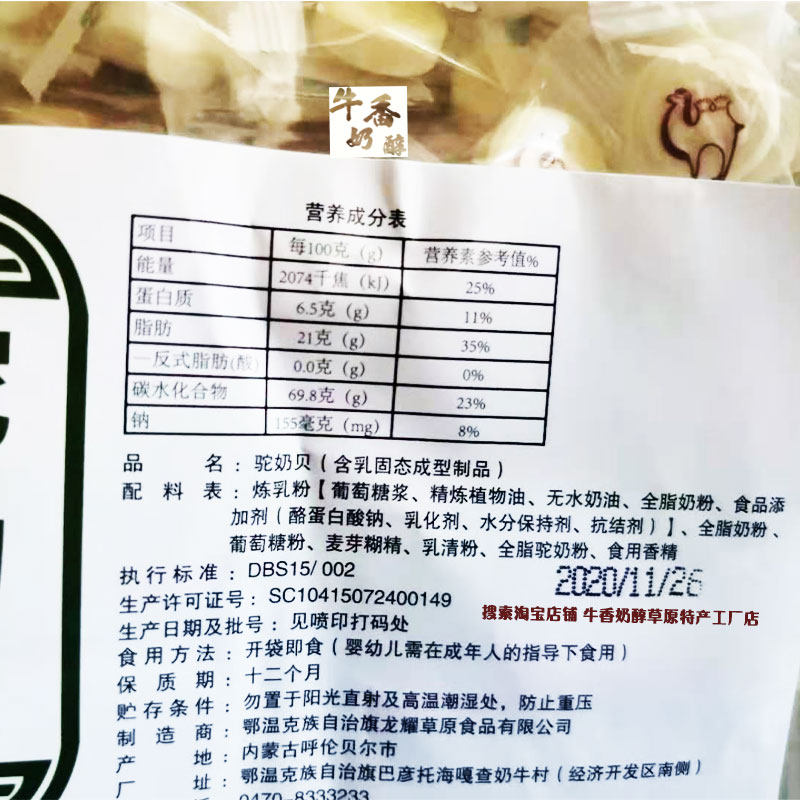 牛香
奶醇
营养成分表
项目 每100克（g） 营养素参考值%
能量 2074千焦（kJ） 25%
蛋白质 6.5克（g） 11%
脂肪 21克（g） 35%
—反式脂肪(酸) 0.0克（g） 0%
碳水化合物 69.8克（g） 23%
钠 155毫克（mg） 8%
品名：驼奶贝（含乳固态成型制品）
配料表：炼乳粉【葡萄糖浆、精炼植物油、无水奶油、全脂奶粉、食品添
加剂（酪蛋白酸钠、乳化剂、水分保持剂、抗结剂）】、全脂奶粉、
葡萄糖粉、麦芽糊精、乳清粉、全脂驼奶粉、食用香精
执行标准：DBS15/ 002
2020/11/26
生产许可证号：SC10415072400149
搜索淘宝店铺 牛香奶醇草原特产工厂店
生产日期及批号：见喷印打码处
食用方法：开袋即食（婴幼儿需在成年人的指导下食用）
保质期：十二个月
贮存条件：勿置于阳光直射及高温潮湿处，防止重压
制造商：鄂温克族自治旗龙耀草原食品有限公司
产地：内蒙古呼伦贝尔市
厂址：鄂温克族自治旗巴彦托海嘎查奶牛村（经济开发区南侧）
0470-8333233